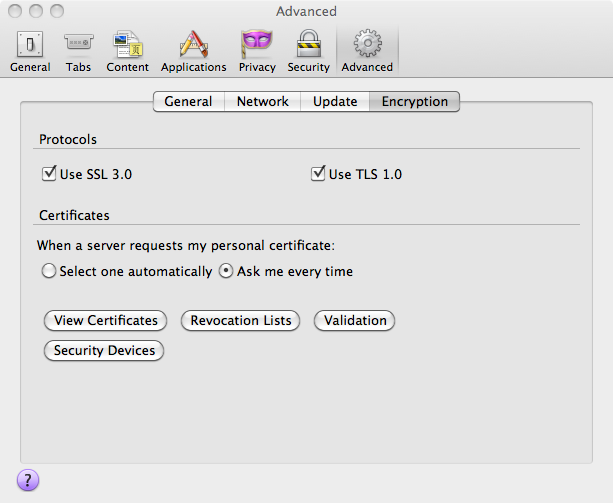 Advanced
General Tabs Content Applications Privacy Security Advanced
General Network Update Encryption
Protocols
Use SSL 3.0 Use TLS 1.0
Certificates
When a server requests my personal certificate:
Select one automatically Ask me every time
View Certificates Revocation Lists Validation
Security Devices
?